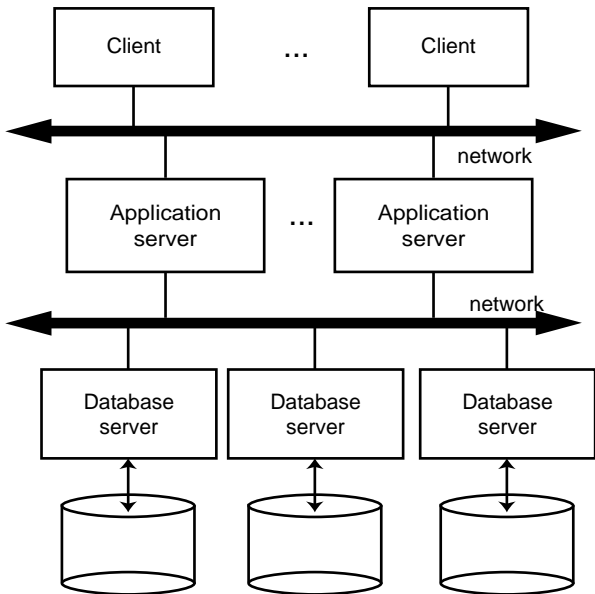 Client ... Client
network
Application
server
...
Application
server
network
Database
server
Database
server
Database
server